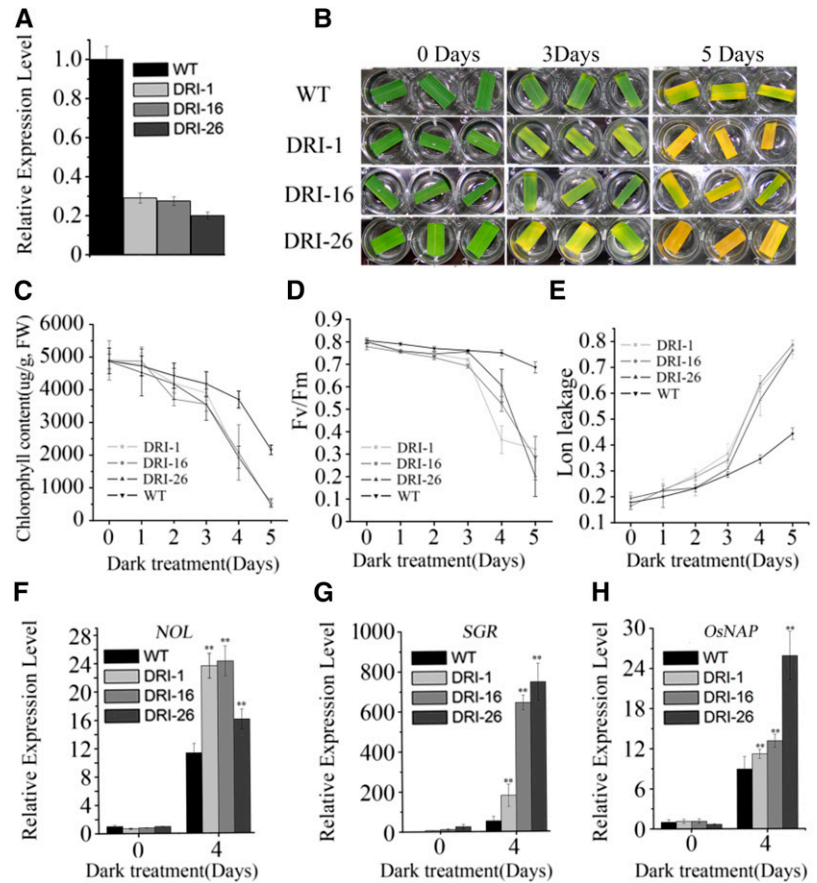 A
Relative Expression Level
1.0
0.8
0.6
0.4
0.2
0
WT
DRI-1
DRI-16
DRI-26
B
0 Days 3Days 5 Days
WT
DRI-1
DRI-16
DRI-26
C
Chlorophyll content(ug/g, FW)
6000
5000
4000
3000
2000
1000
0
DRI-1
DRI-16
DRI-26
WT
0 1 2 3 4 5
Dark treatment(Days)
D
Fv/Fm
0.9
0.8
0.7
0.6
0.5
0.4
0.3
0.2
0.1
0
DRI-1
DRI-16
DRI-26
WT
0 1 2 3 4 5
Dark treatment(Days)
E
Lon leakage
0.8
0.7
0.6
0.5
0.4
0.3
0.2
0.1
DRI-1
DRI-16
DRI-26
WT
0 1 2 3 4 5
Dark treatment(Days)
F
Relative Expression Level
NOL
28
24
20
16
12
8
4
0
WT
DRI-1
DRI-16
DRI-26
** ** **
0 4
Dark treatment(Days)
G
Relative Expression Level
SGR
1000
800
600
400
200
0
WT
DRI-1
DRI-16
DRI-26
** ** **
0 4
Dark treatment(Days)
H
Relative Expression Level
OsNAP
30
24
18
12
6
0
WT
DRI-1
DRI-16
DRI-26
** ** **
0 4
Dark treatment(Days)